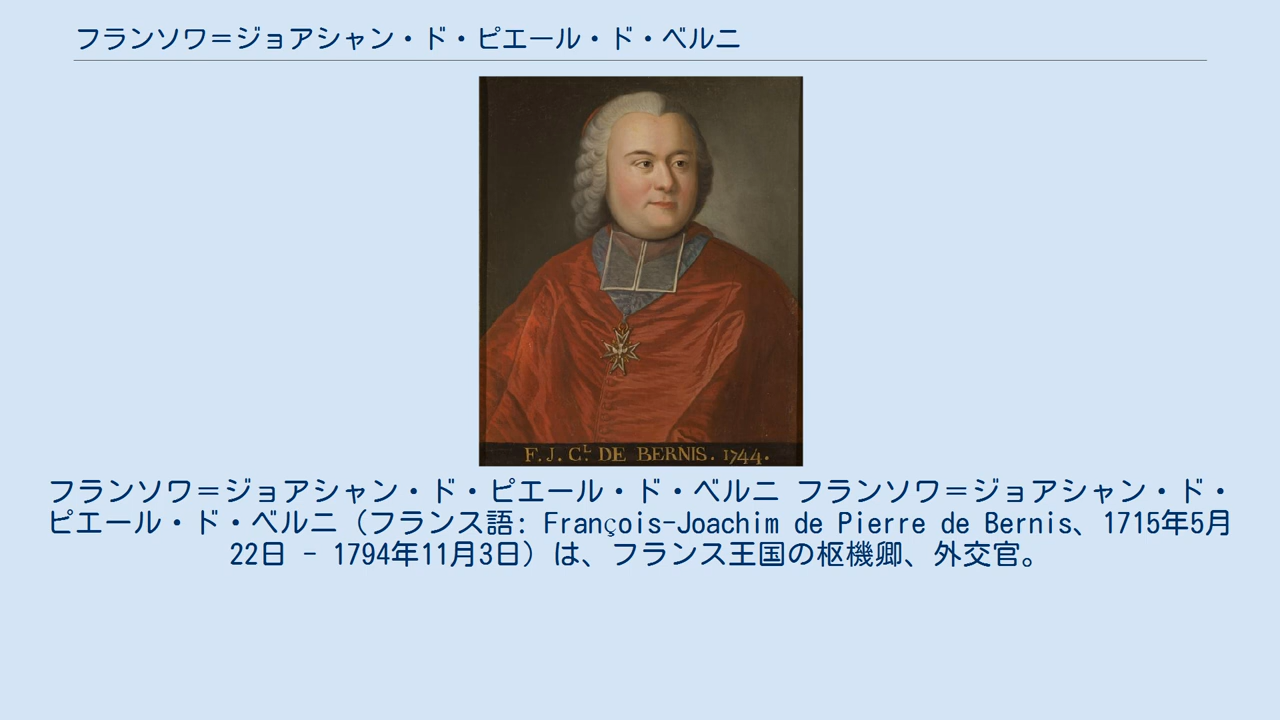 フランソワ＝ジョアシャン・ド・ピエール・ド・ベルニ
F. J. C.L DE BERNIS. 1744.
フランソワ＝ジョアシャン・ド・ピエール・ド・ベルニ フランソワ＝ジョアシャン・ド・
ピエール・ド・ベルニ（フランス語: François-Joachim de Pierre de Bernis、1715年5月
22日 - 1794年11月3日）は、フランス王国の枢機卿、外交官。